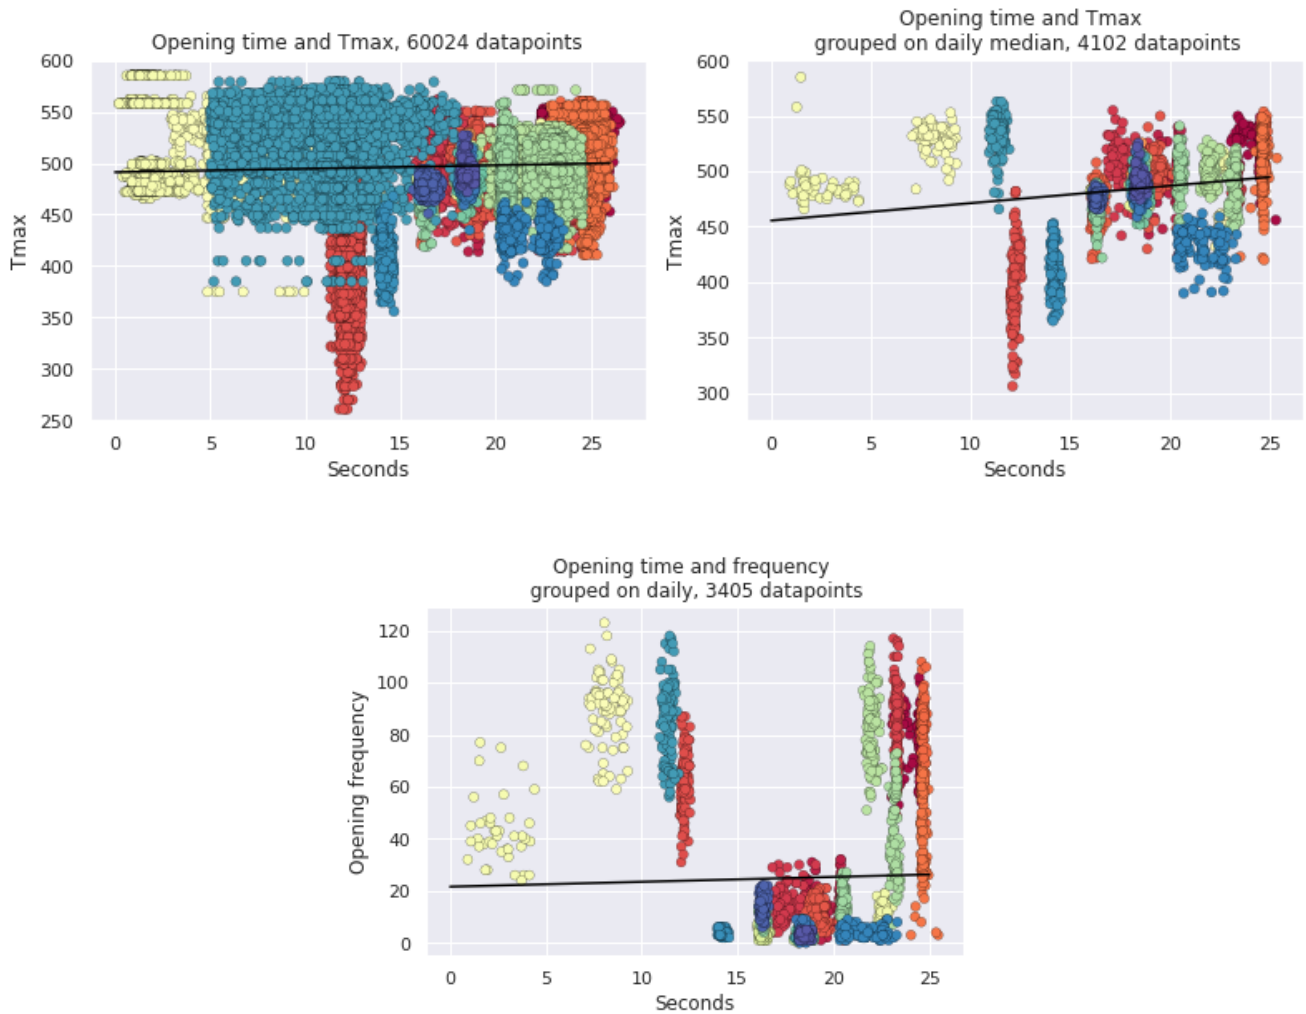 Opening time and Tmax, 60024 datapoints
600
550
500
450
400
350
300
250
Tmax
0 5 10 15 20 25
Seconds
Opening time and Tmax
grouped on daily median, 4102 datapoints
600
550
500
450
400
350
300
Tmax
0 5 10 15 20 25
Seconds
Opening time and frequency
grouped on daily, 3405 datapoints
120
100
80
60
40
20
0
Opening frequency
0 5 10 15 20 25
Seconds